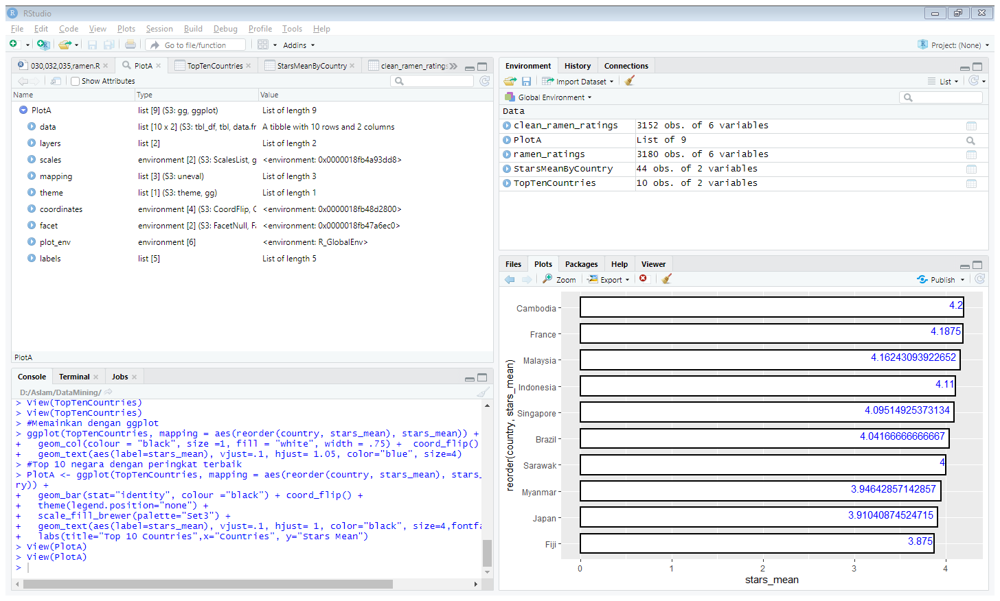 RStudio
File Edit Code View Plots Session Build Debug Profile Tools Help
Go to file/function Addins Project: (None)
030,032,035,ramen.R PlotA TopTenCountries StarsMeanByCountry clean_ramen_ratings
Show Attributes
Name Type Value
PlotA list [9] (S3: gg, ggplot) List of length 9
data list [10 x 2] (S3: tbl_df, tbl, data.fr A tibble with 10 rows and 2 columns
layers list [2] List of length 2
scales environment [2] (S3: ScalesList, g <environment: 0x0000018fb4a93dd8>
mapping list [3] (S3: uneval) List of length 3
theme list [1] (S3: theme, gg) List of length 1
coordinates environment [4] (S3: CoordFlip, C <environment: 0x0000018fb48d2800>
facet environment [2] (S3: FacetNull, Fa <environment: 0x0000018fb47a6ec0>
plot_env environment [6] <environment: R_GlobalEnv>
labels list [5] List of length 5
PlotA
Console Terminal Jobs
D:/Aslam/DataMining/
> View(TopTenCountries)
> View(TopTenCountries)
> #Memainkan dengan ggplot
> ggplot(TopTenCountries, mapping = aes(reorder(country, stars_mean), stars_mean)) +
+   geom_col(colour = "black", size =1, fill = "white", width = .75) +  coord_flip()
+   geom_text(aes(label=stars_mean), vjust=.1, hjust= 1.05, color="blue", size=4)
> #Top 10 negara dengan peringkat terbaik
> PlotA <- ggplot(TopTenCountries, mapping = aes(reorder(country, stars_mean), stars_
ry)) +
+   geom_bar(stat="identity", colour ="black") + coord_flip() +
+   theme(legend.position="none") +
+   scale_fill_brewer(palette="Set3") +
+   geom_text(aes(label=stars_mean), vjust=.1, hjust= 1, color="black", size=4,fontfa
+   labs(title="Top 10 Countries",x="Countries", y="Stars Mean")
> View(PlotA)
> View(PlotA)
>
Environment History Connections
Import Dataset List
Global Environment
Data
clean_ramen_ratings 3152 obs. of 6 variables
PlotA List of 9
ramen_ratings 3180 obs. of 6 variables
StarsMeanByCountry 44 obs. of 2 variables
TopTenCountries 10 obs. of 2 variables
Files Plots Packages Help Viewer
Zoom Export Publish
reorder(country, stars_mean)
Cambodia 4.2
France 4.1875
Malaysia 4.16243093922652
Indonesia 4.11
Singapore 4.09514925373134
Brazil 4.04166666666667
Sarawak 4
Myanmar 3.94642857142857
Japan 3.91040874524715
Fiji 3.875
0 1 2 3 4
stars_mean